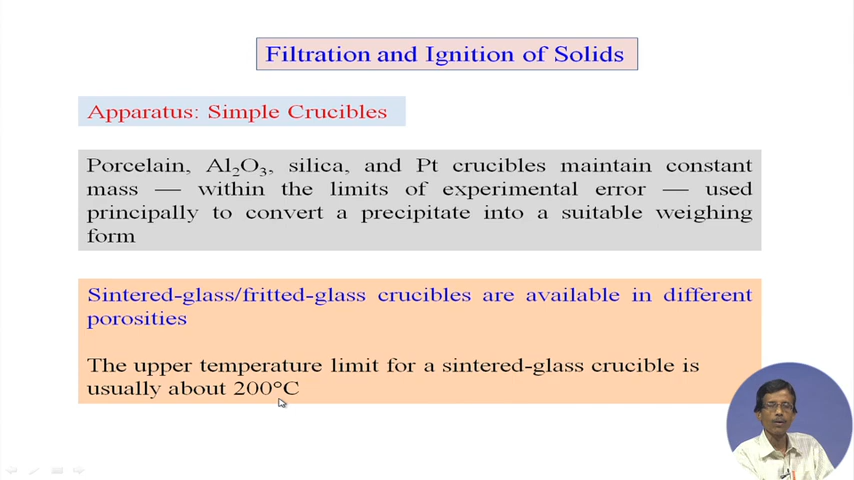 Filtration and Ignition of Solids
Apparatus: Simple Crucibles
Porcelain, Al₂O₃, silica, and Pt crucibles maintain constant
mass — within the limits of experimental error — used
principally to convert a precipitate into a suitable weighing
form
Sintered-glass/fritted-glass crucibles are available in different
porosities
The upper temperature limit for a sintered-glass crucible is
usually about 200°C